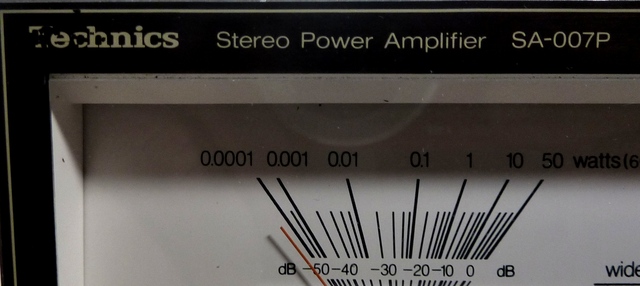 Technics Stereo Power Amplifier SA-007P
0.0001 0.001 0.01 0.1 1 10 50 watts (6
dB -50 -40 -30 -20 -10 0 dB
wide